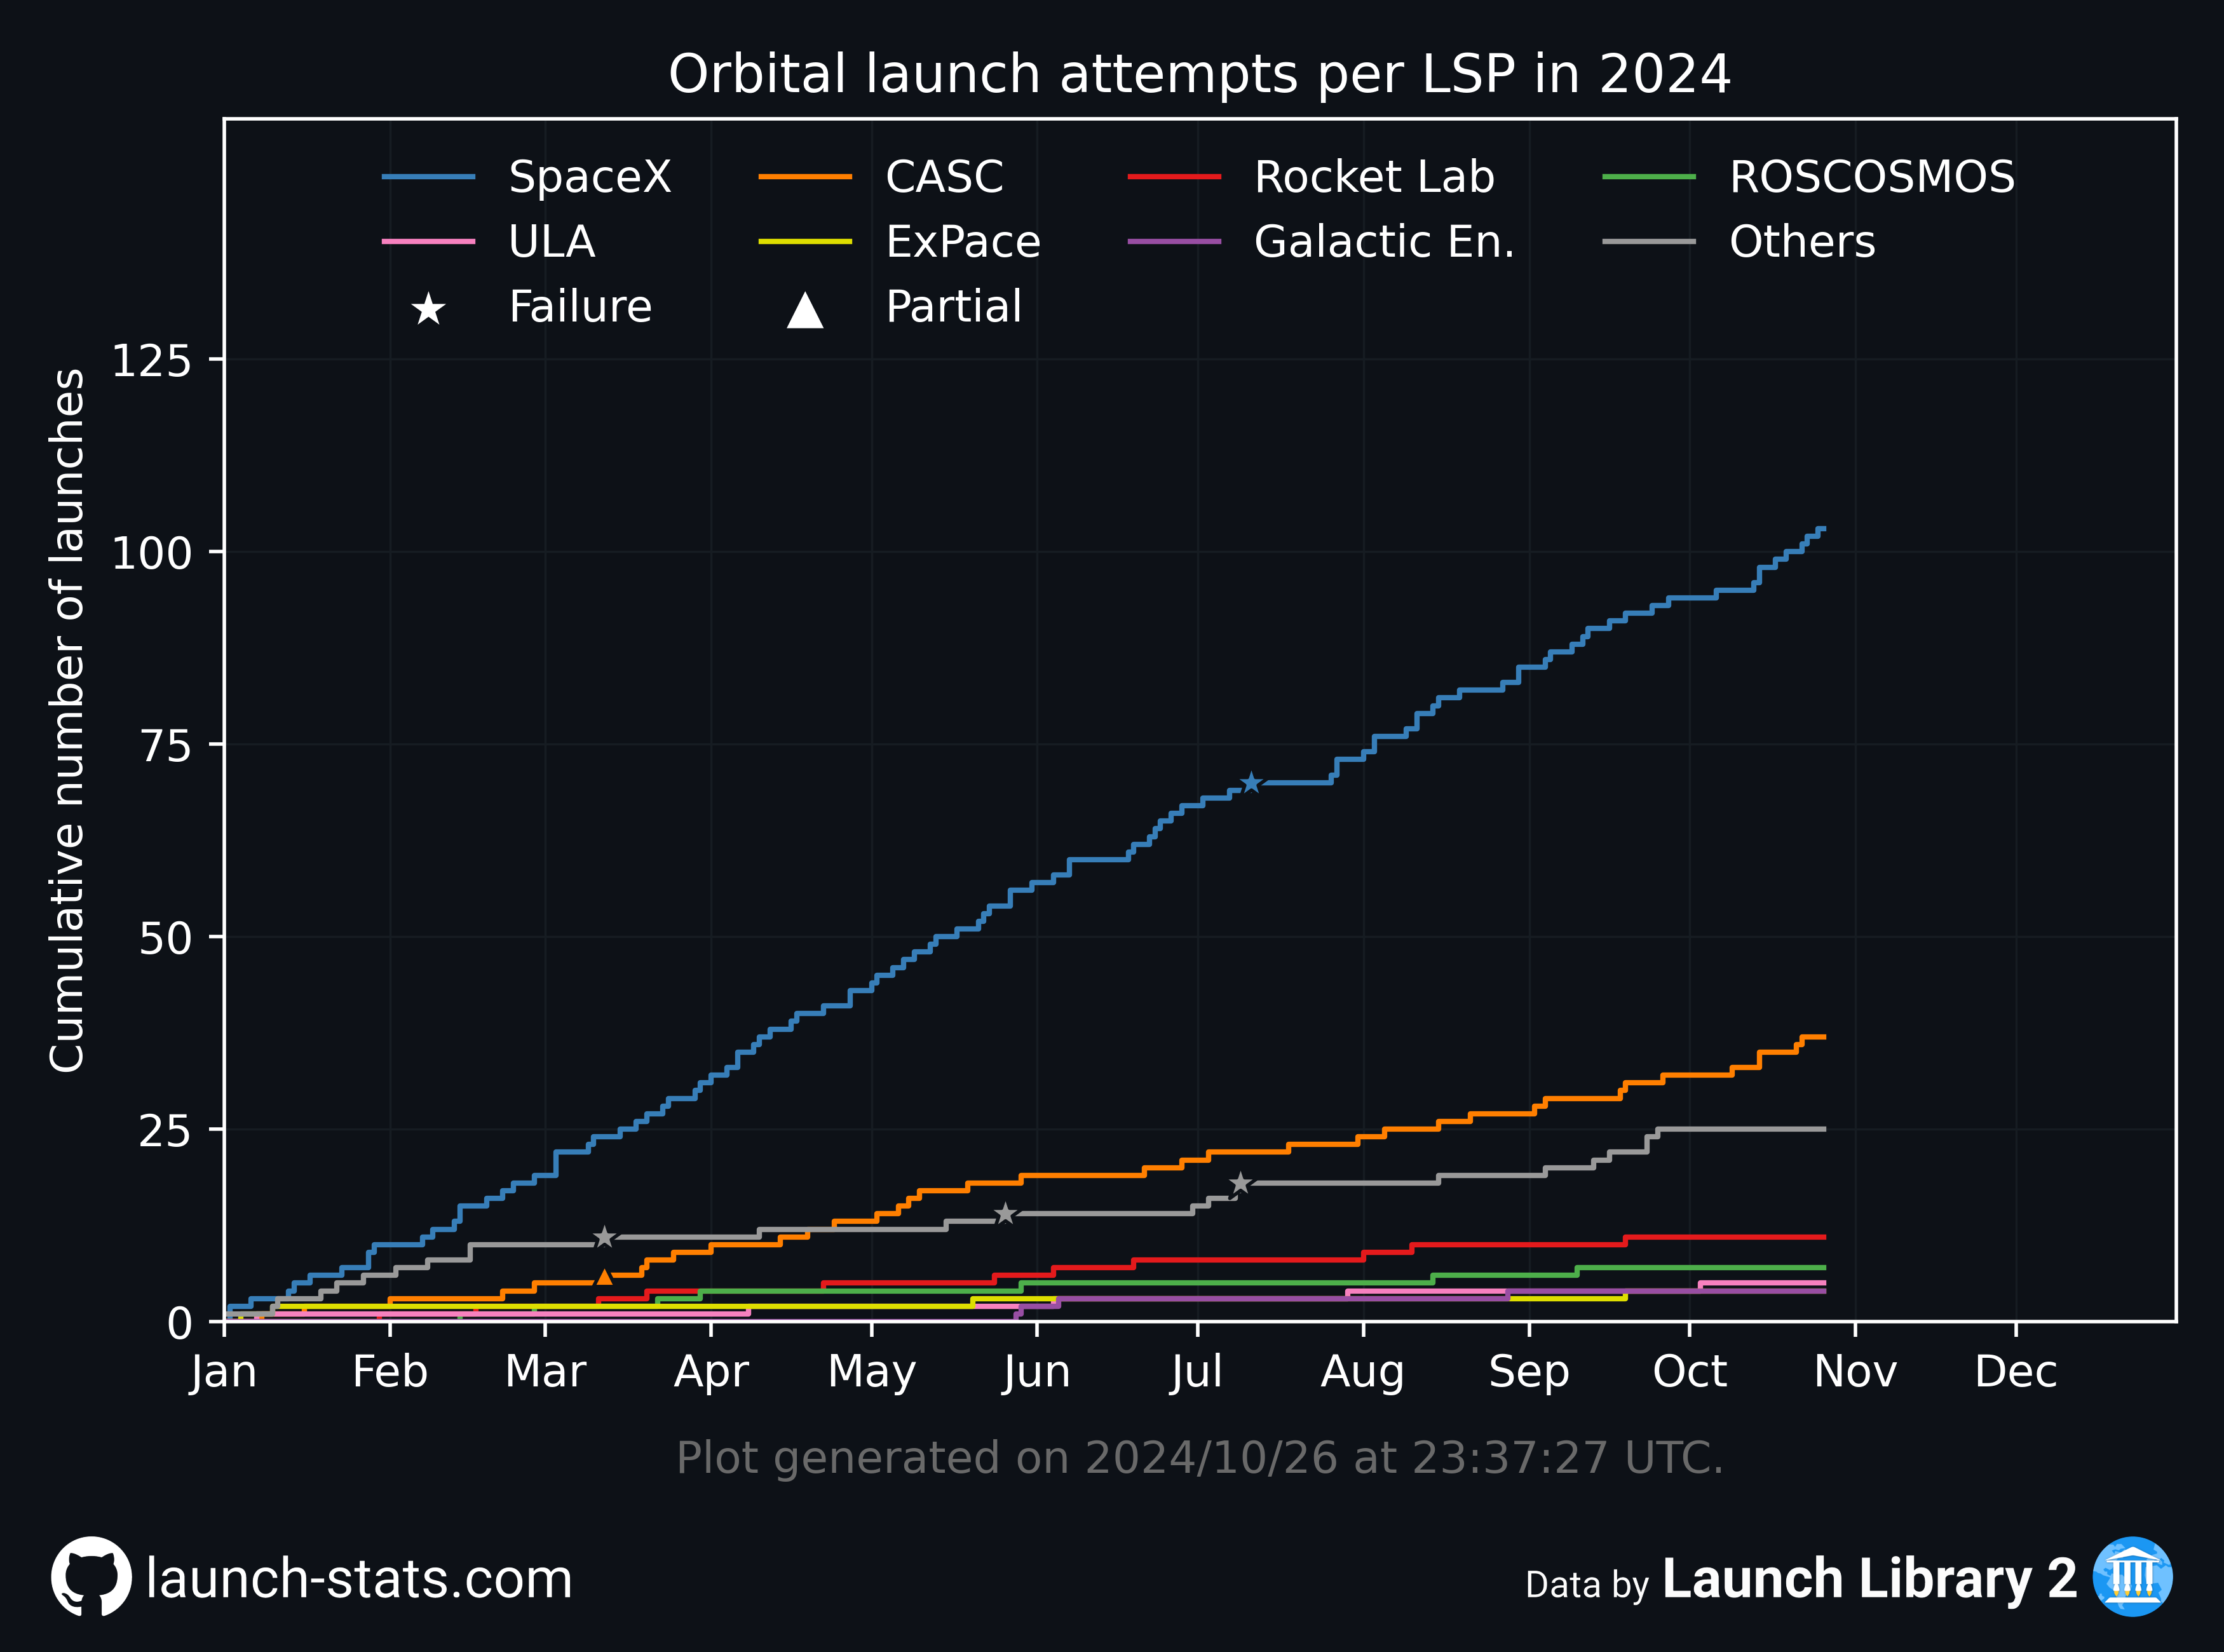 Orbital launch attempts per LSP in 2024
SpaceX CASC Rocket Lab ROSCOSMOS
ULA ExPace Galactic En. Others
Failure Partial
Cumulative number of launches
125
100
75
50
25
0
Jan Feb Mar Apr May Jun Jul Aug Sep Oct Nov Dec
Plot generated on 2024/10/26 at 23:37:27 UTC.
launch-stats.com
Data by Launch Library 2